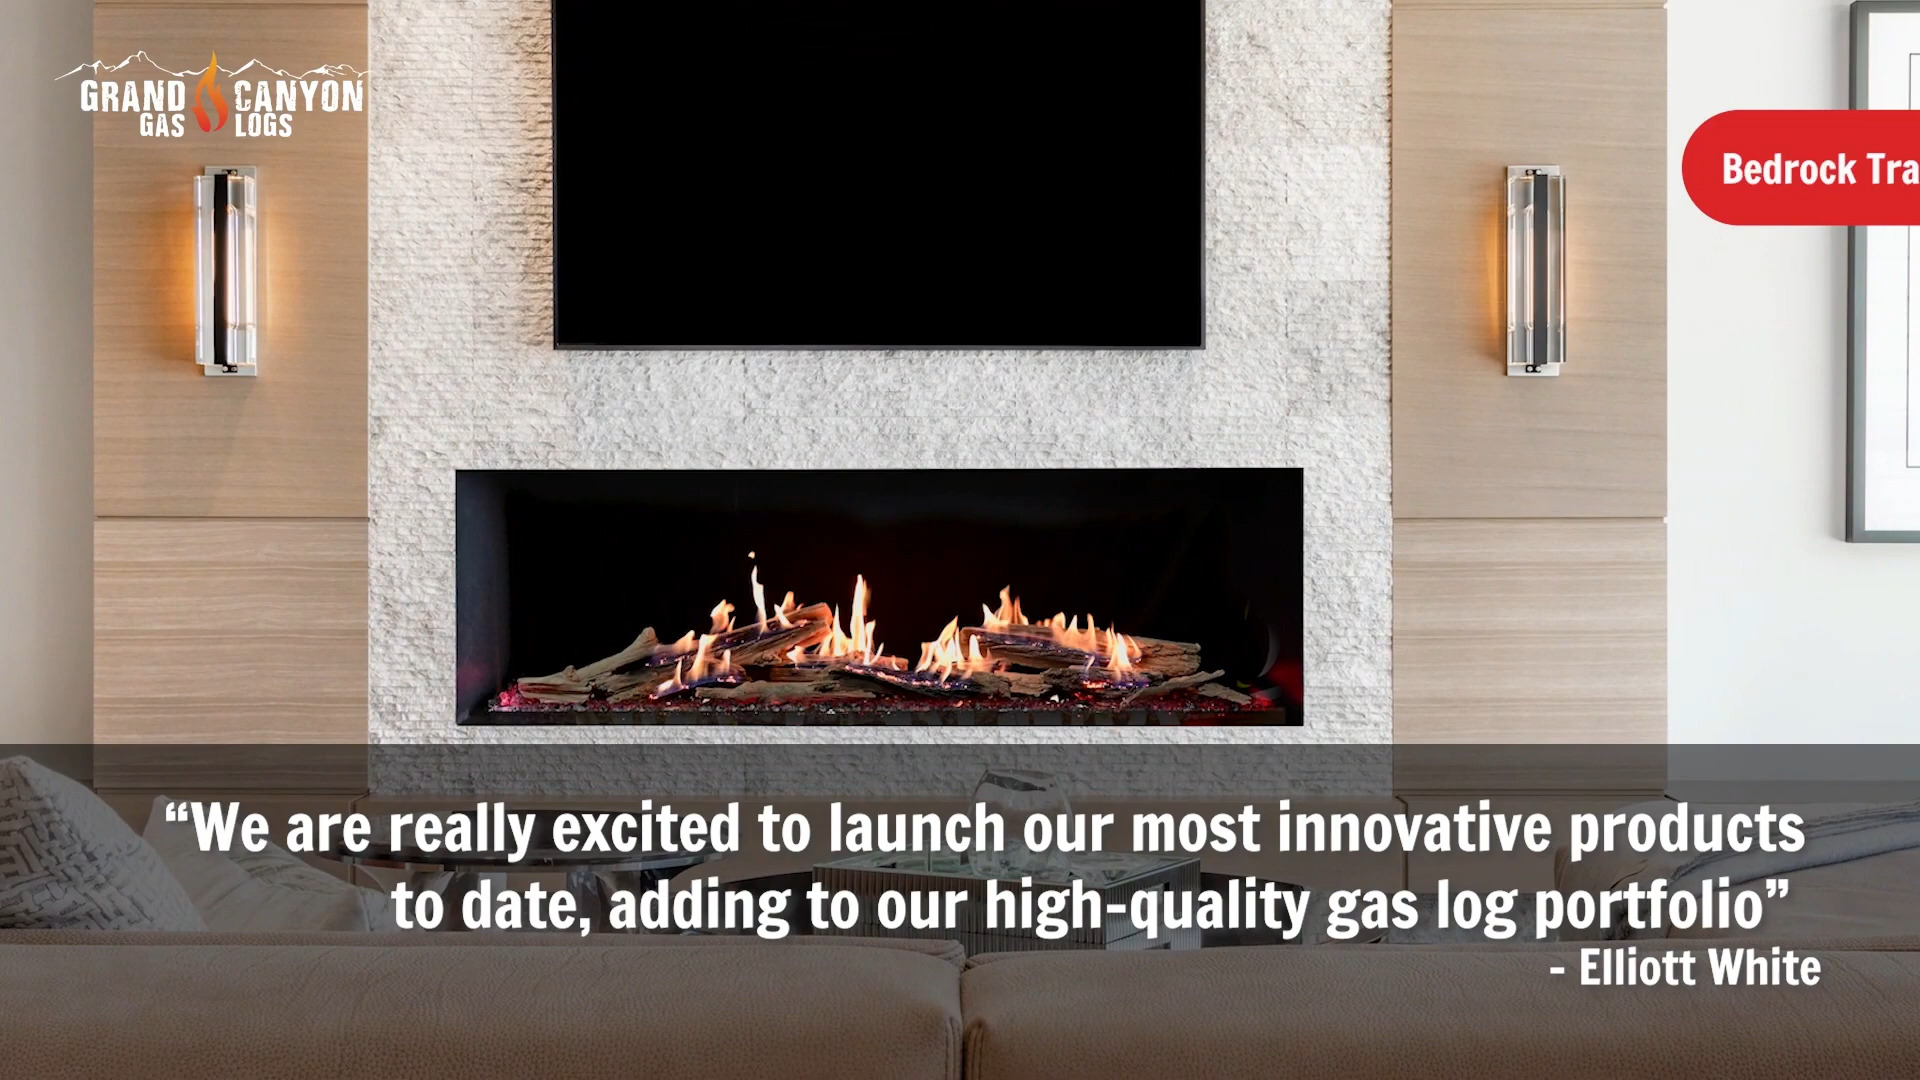 GRAND CANYON
GAS LOGS
Bedrock Tra
“We are really excited to launch our most innovative products
to date, adding to our high-quality gas log portfolio”
- Elliott White